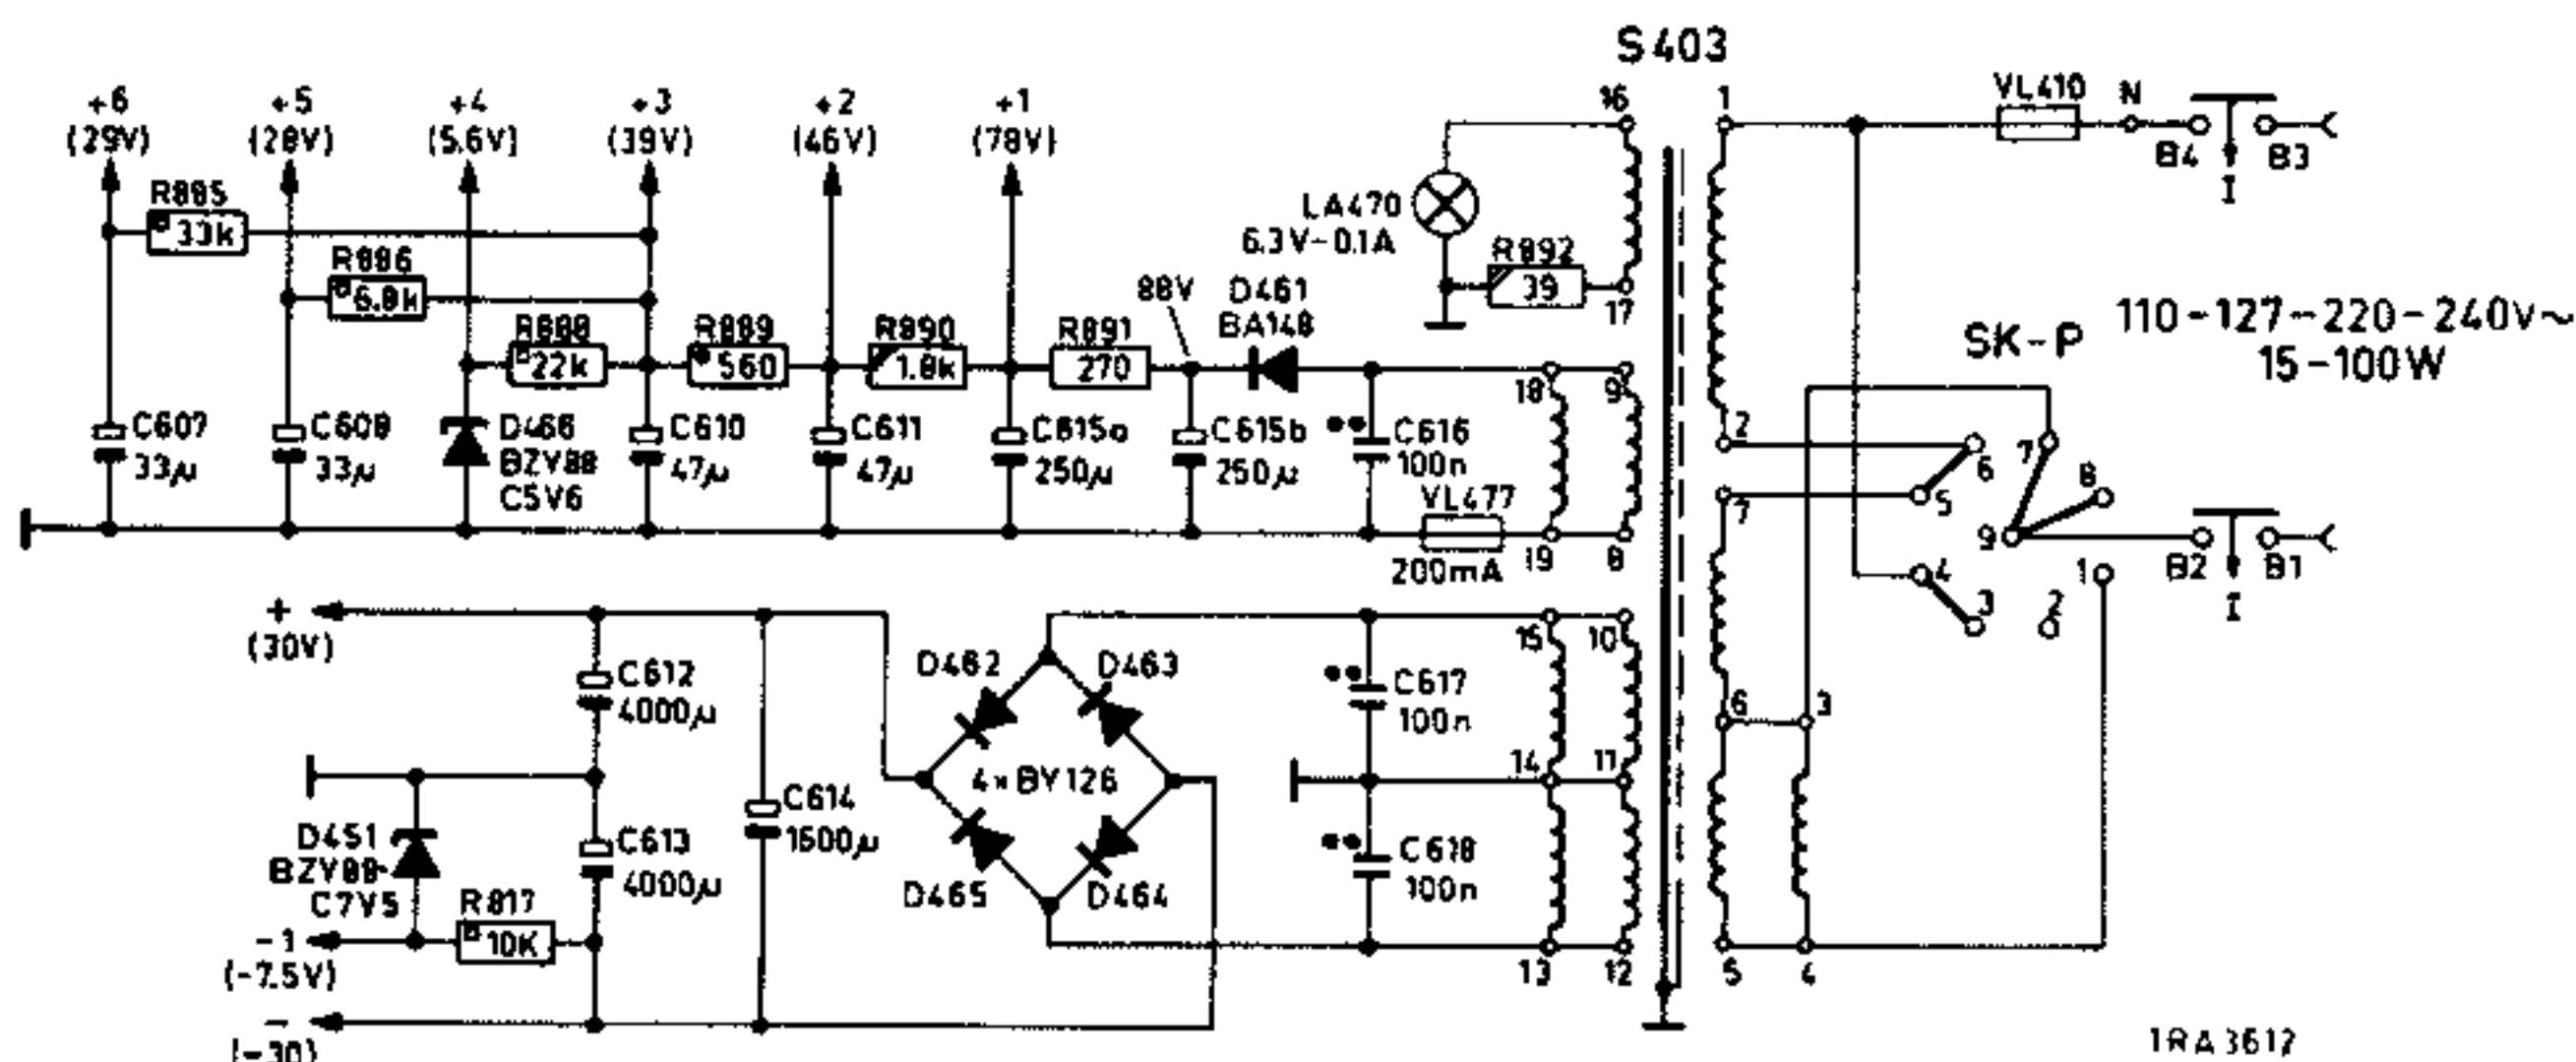 S403
+6
(29V)
+5
(28V)
+4
(5.6V)
+3
(39V)
+2
(46V)
+1
(78V)
16
1
VL410
N
B4
B3
I
R885
33k
R886
6.8k
R888
22k
R889
560
R890
1.8k
R891
270
88V
D461
BA148
LA470
6.3V-0.1A
R892
39
17
SK-P
110-127-220-240V~
15-100W
18
9
C607
33µ
C608
33µ
D466
BZY88
C5V6
C610
47µ
C611
47µ
C615a
250µ
C615b
250µ
C616
100n
VL477
200mA
19
8
2
7
6
5
7
8
9
4
3
2
1
B2
B1
I
+
(30V)
C612
4000µ
D462
D463
4×BY126
D465
D464
C617
100n
C618
100n
15
10
14
11
13
12
6
3
5
4
C614
1600µ
D451
BZY88-
C7V5
C613
4000µ
R817
10K
-1
(-7.5V)
-
(-30)
1RA3612